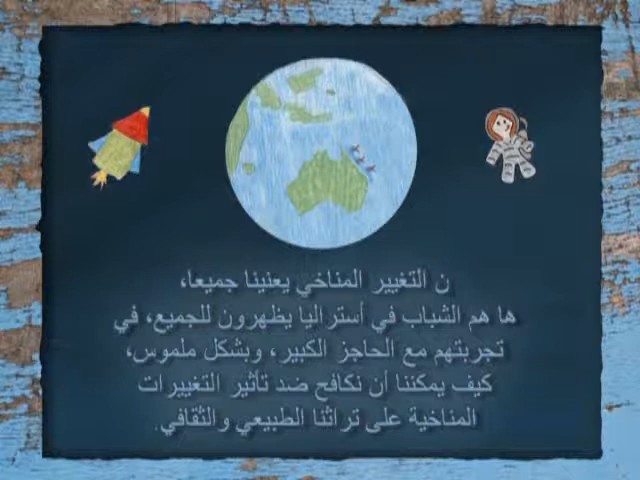 ن التغيير المناخي يعنينا جميعا،
ها هم الشباب في أستراليا يظهرون للجميع، في
تجربتهم مع الحاجز الكبير، وبشكل ملموس،
كيف يمكننا أن نكافح ضد تأثير التغييرات
المناخية على تراثنا الطبيعي والثقافي.